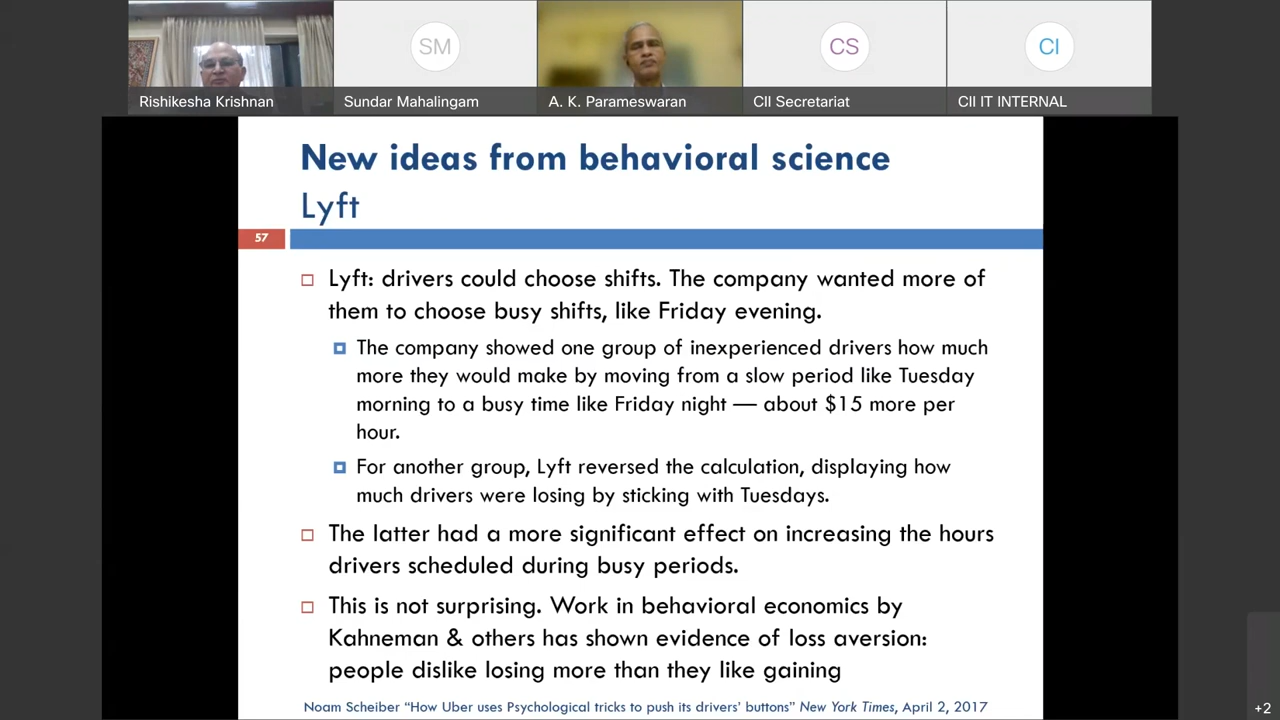 SM
CS
CI
Rishikesha Krishnan
Sundar Mahalingam
A. K. Parameswaran
CII Secretariat
CII IT INTERNAL
New ideas from behavioral science
Lyft
57
Lyft: drivers could choose shifts. The company wanted more of
them to choose busy shifts, like Friday evening.
The company showed one group of inexperienced drivers how much
more they would make by moving from a slow period like Tuesday
morning to a busy time like Friday night — about $15 more per
hour.
For another group, Lyft reversed the calculation, displaying how
much drivers were losing by sticking with Tuesdays.
The latter had a more significant effect on increasing the hours
drivers scheduled during busy periods.
This is not surprising. Work in behavioral economics by
Kahneman & others has shown evidence of loss aversion:
people dislike losing more than they like gaining
Noam Scheiber “How Uber uses Psychological tricks to push its drivers’ buttons” New York Times, April 2, 2017
+2